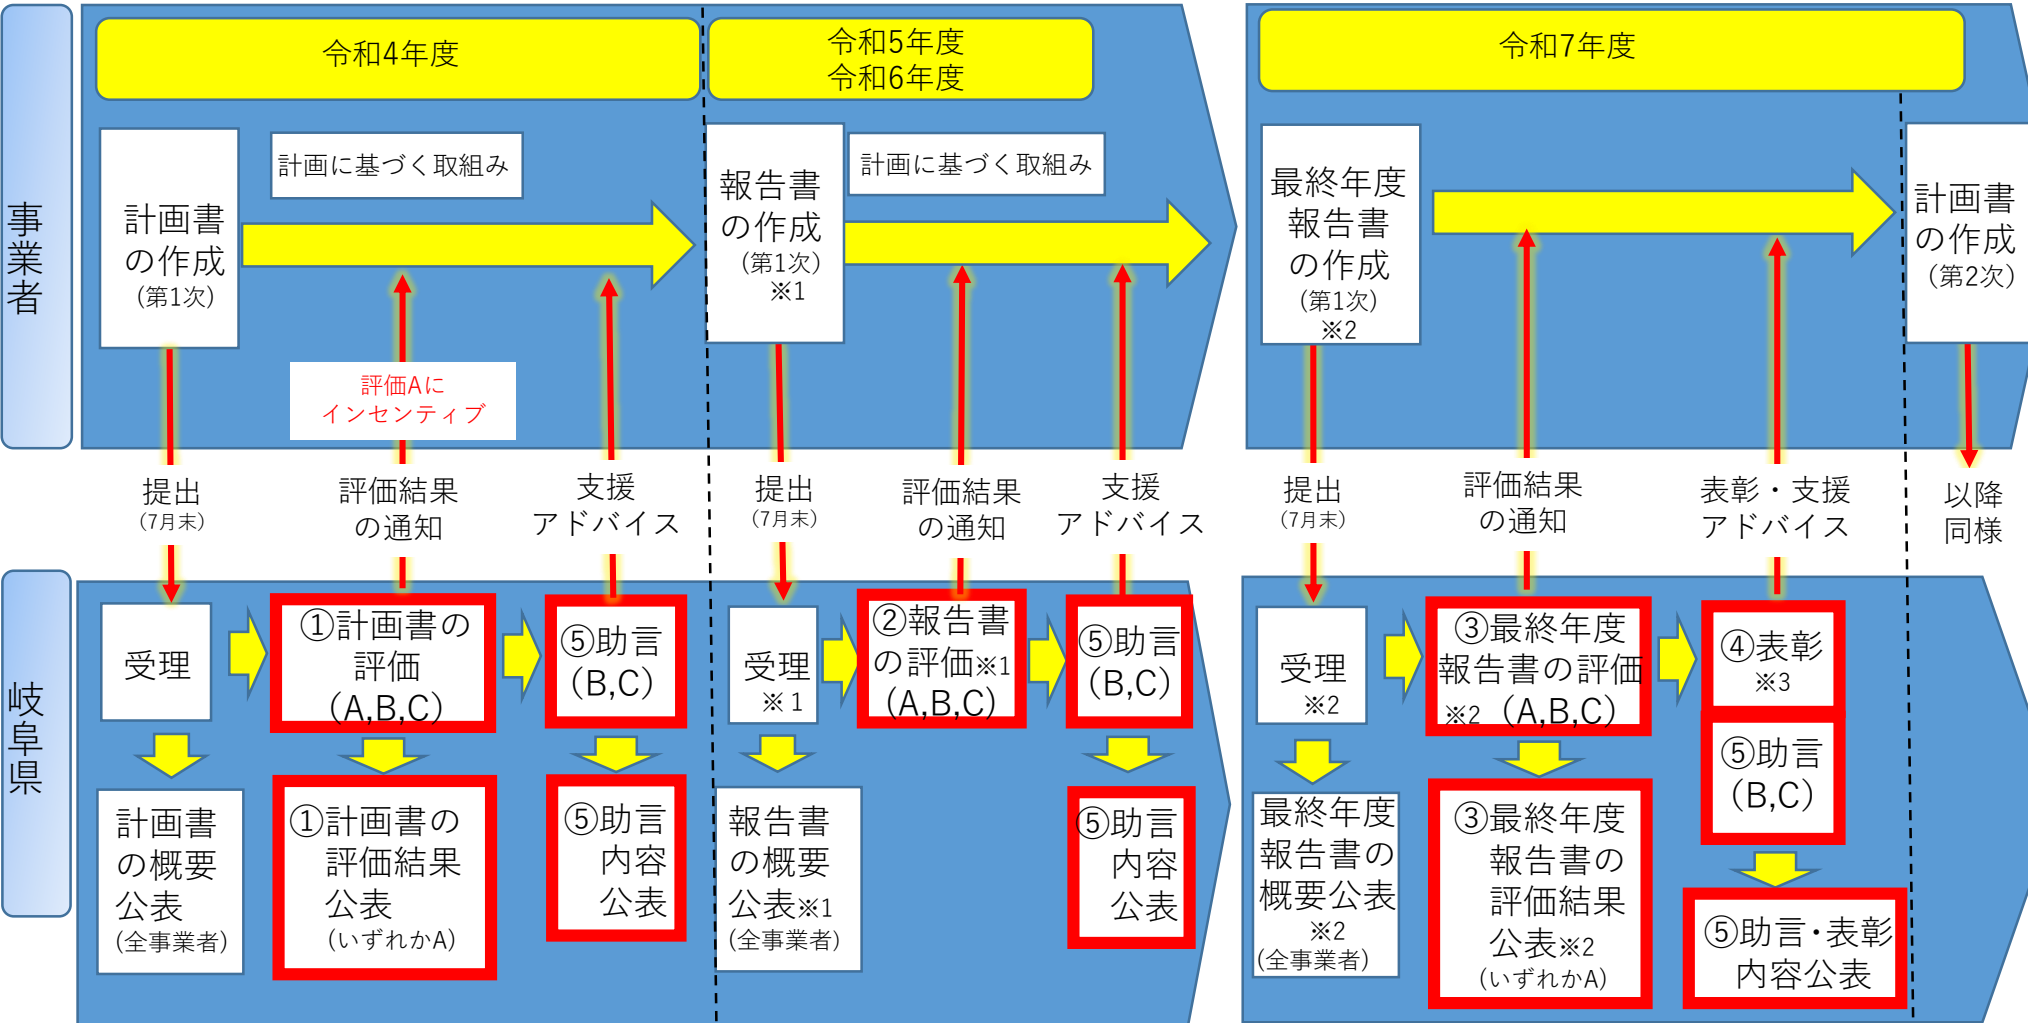 事業者
令和4年度
令和5年度
令和6年度
令和7年度
計画書
の作成
(第1次)
計画に基づく取組み
報告書
の作成
(第1次)
※1
計画に基づく取組み
最終年度
報告書
の作成
(第1次)
※2
計画書
の作成
(第2次)
評価Aに
インセンティブ
提出
(7月末)
評価結果
の通知
支援
アドバイス
提出
(7月末)
評価結果
の通知
支援
アドバイス
提出
(7月末)
評価結果
の通知
表彰・支援
アドバイス
以降
同様
岐阜県
受理
①計画書の
評価
(A,B,C)
⑤助言
(B,C)
受理
※1
②報告書
の評価※1
(A,B,C)
⑤助言
(B,C)
受理
※2
③最終年度
報告書の評価
※2 (A,B,C)
④表彰
※3
⑤助言
(B,C)
計画書
の概要
公表
(全事業者)
①計画書の
評価結果
公表
(いずれかA)
⑤助言
内容
公表
報告書
の概要
公表※1
(全事業者)
⑤助言
内容
公表
最終年度
報告書の
概要公表
※2
(全事業者)
③最終年度
報告書の
評価結果
公表※2
(いずれかA)
⑤助言・表彰
内容公表